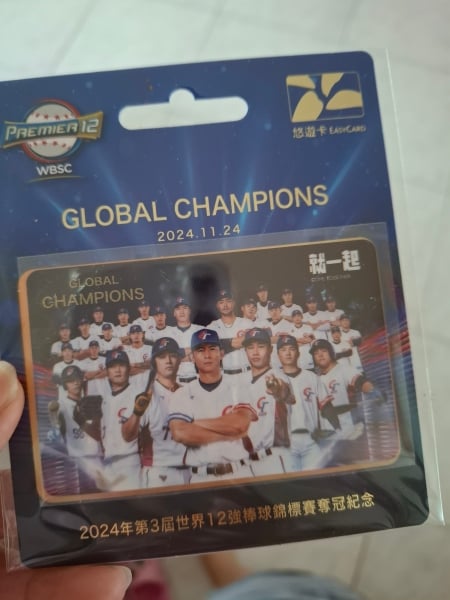 PREMIER 12
WBSC
悠遊卡 EASYCARD
GLOBAL CHAMPIONS
2024.11.24
GLOBAL
CHAMPIONS
就一起
2024年第3屆世界12強棒球錦標賽奪冠紀念